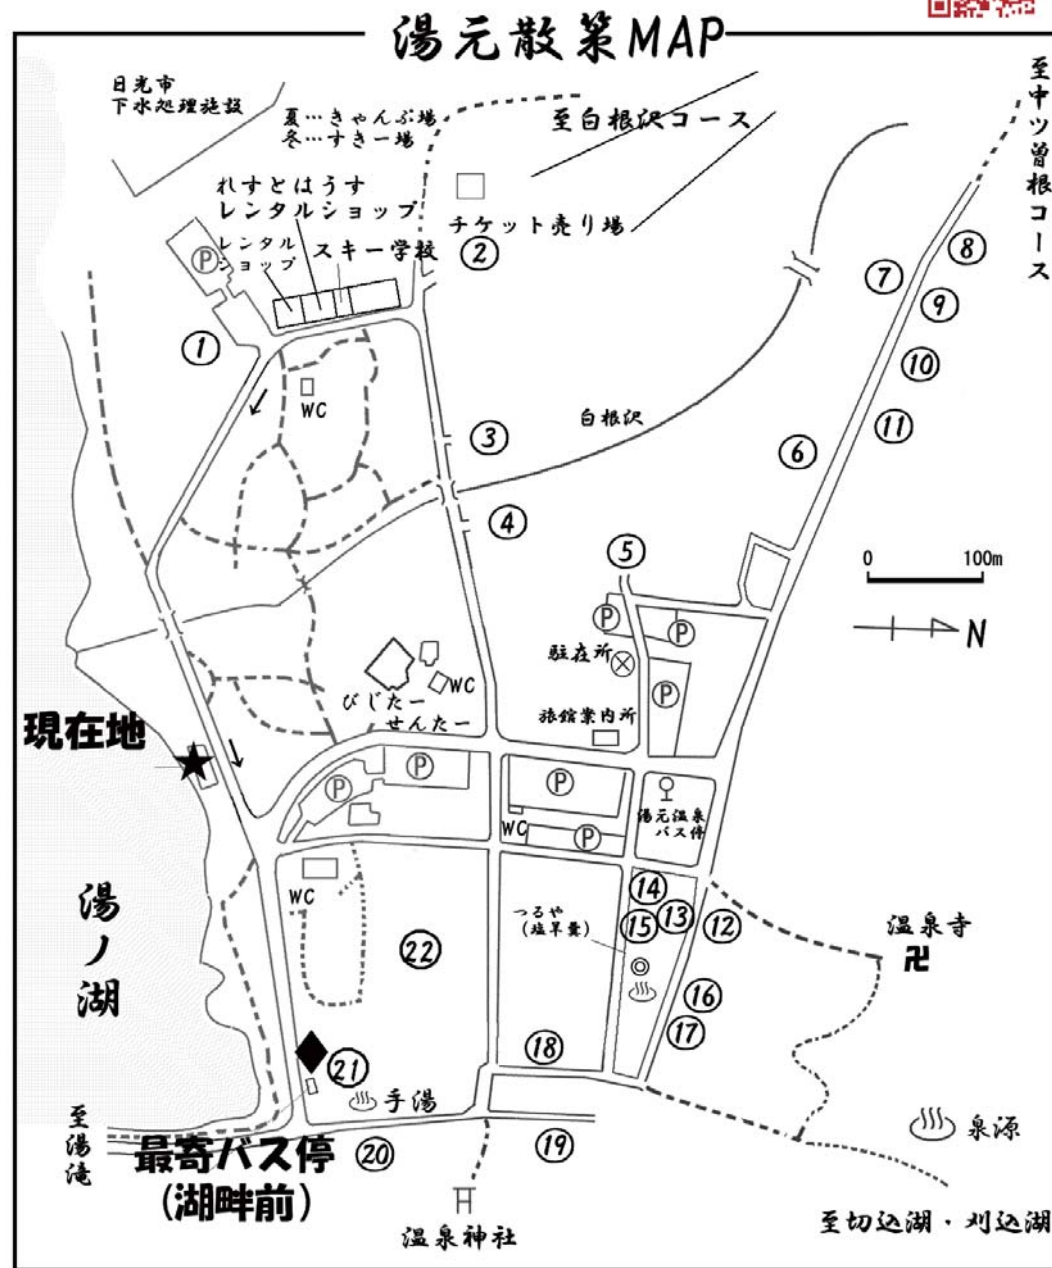 湯元散策MAP
日光市
下水処理施設
夏…きゃんぷ場
冬…すきー場
至白根沢コース
至中ツ曽根コース
れすとはうす
レンタルショップ
レンタル
ショップ
スキー学校
チケット売り場
P
②
⑧
⑦
⑨
①
⑩
WC
白根沢
③
⑪
⑥
④
⑤
0 100m
N
P
P
駐在所
P
WC
びじたー
せんたー
旅館案内所
現在地
P
P
P
湯元温泉
バス停
WC
P
WC
湯ノ湖
⑭
⑬
⑮
⑫
つるや
(塩羊羹)
温泉寺
卍
㉒
⑯
⑰
⑱
㉑
手湯
泉源
至湯滝
最寄バス停
(湖畔前)
⑳
⑲
温泉神社
至切込湖・刈込湖